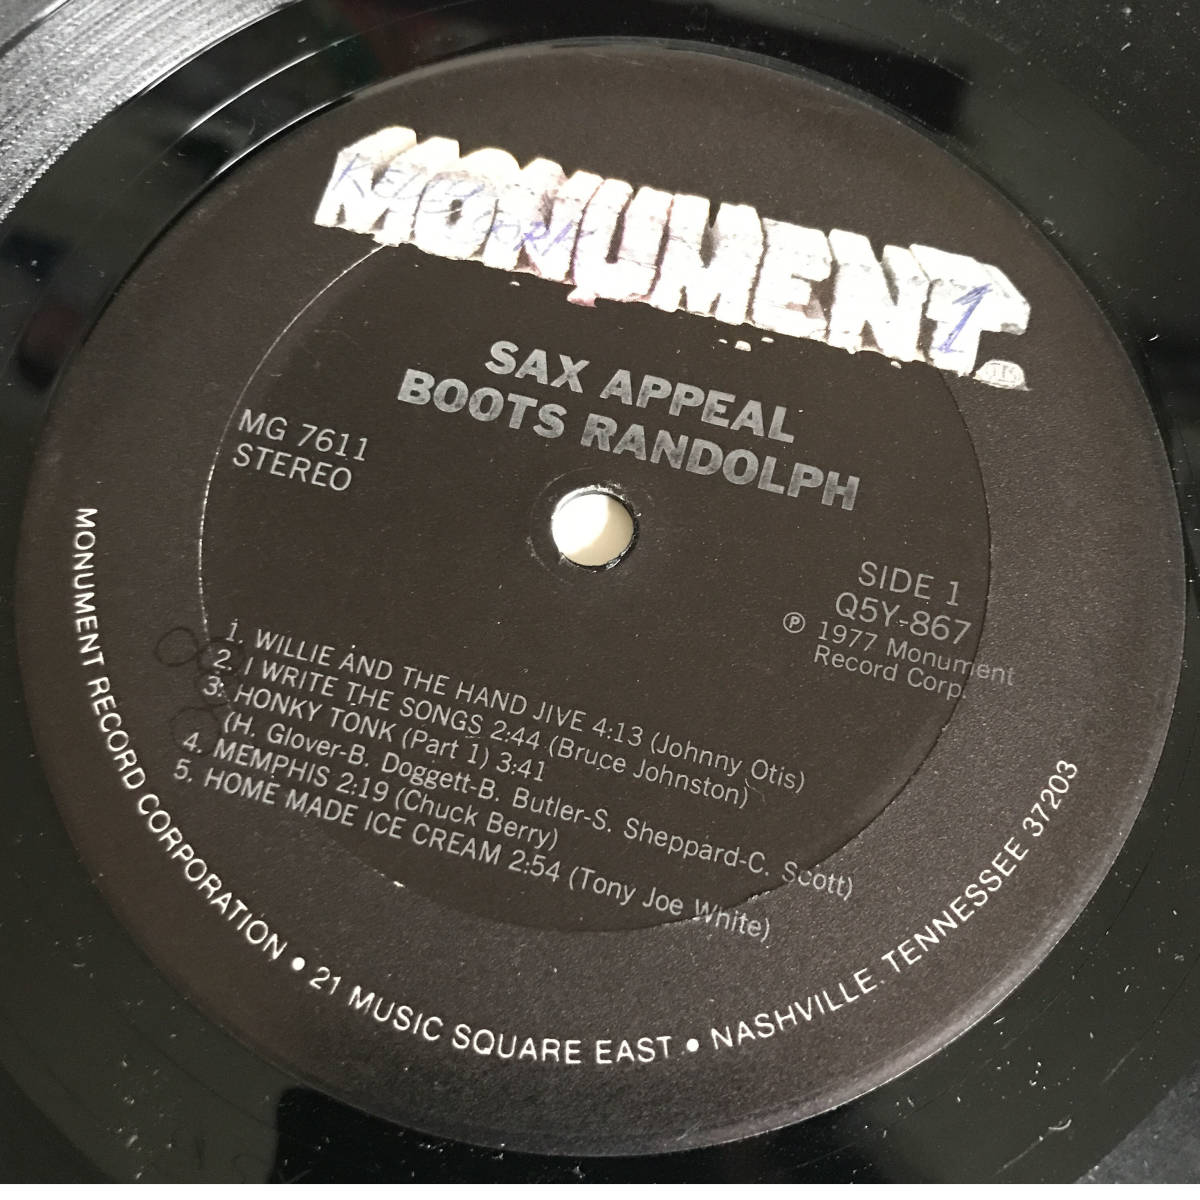 MONUMENT.
1
SAX APPEAL
BOOTS RANDOLPH
MG 7611
STEREO
SIDE 1
Q5Y-867
℗ 1977 Monument
Record Corp.
1. WILLIE AND THE HAND JIVE 4:13 (Johnny Otis)
2. I WRITE THE SONGS 2:44 (Bruce Johnston)
3. HONKY TONK (Part 1) 3:41
(H. Glover-B. Doggett-B. Butler-S. Sheppard-C. Scott)
4. MEMPHIS 2:19 (Chuck Berry)
5. HOME MADE ICE CREAM 2:54 (Tony Joe White)
MONUMENT RECORD CORPORATION • 21 MUSIC SQUARE EAST • NASHVILLE, TENNESSEE 37203